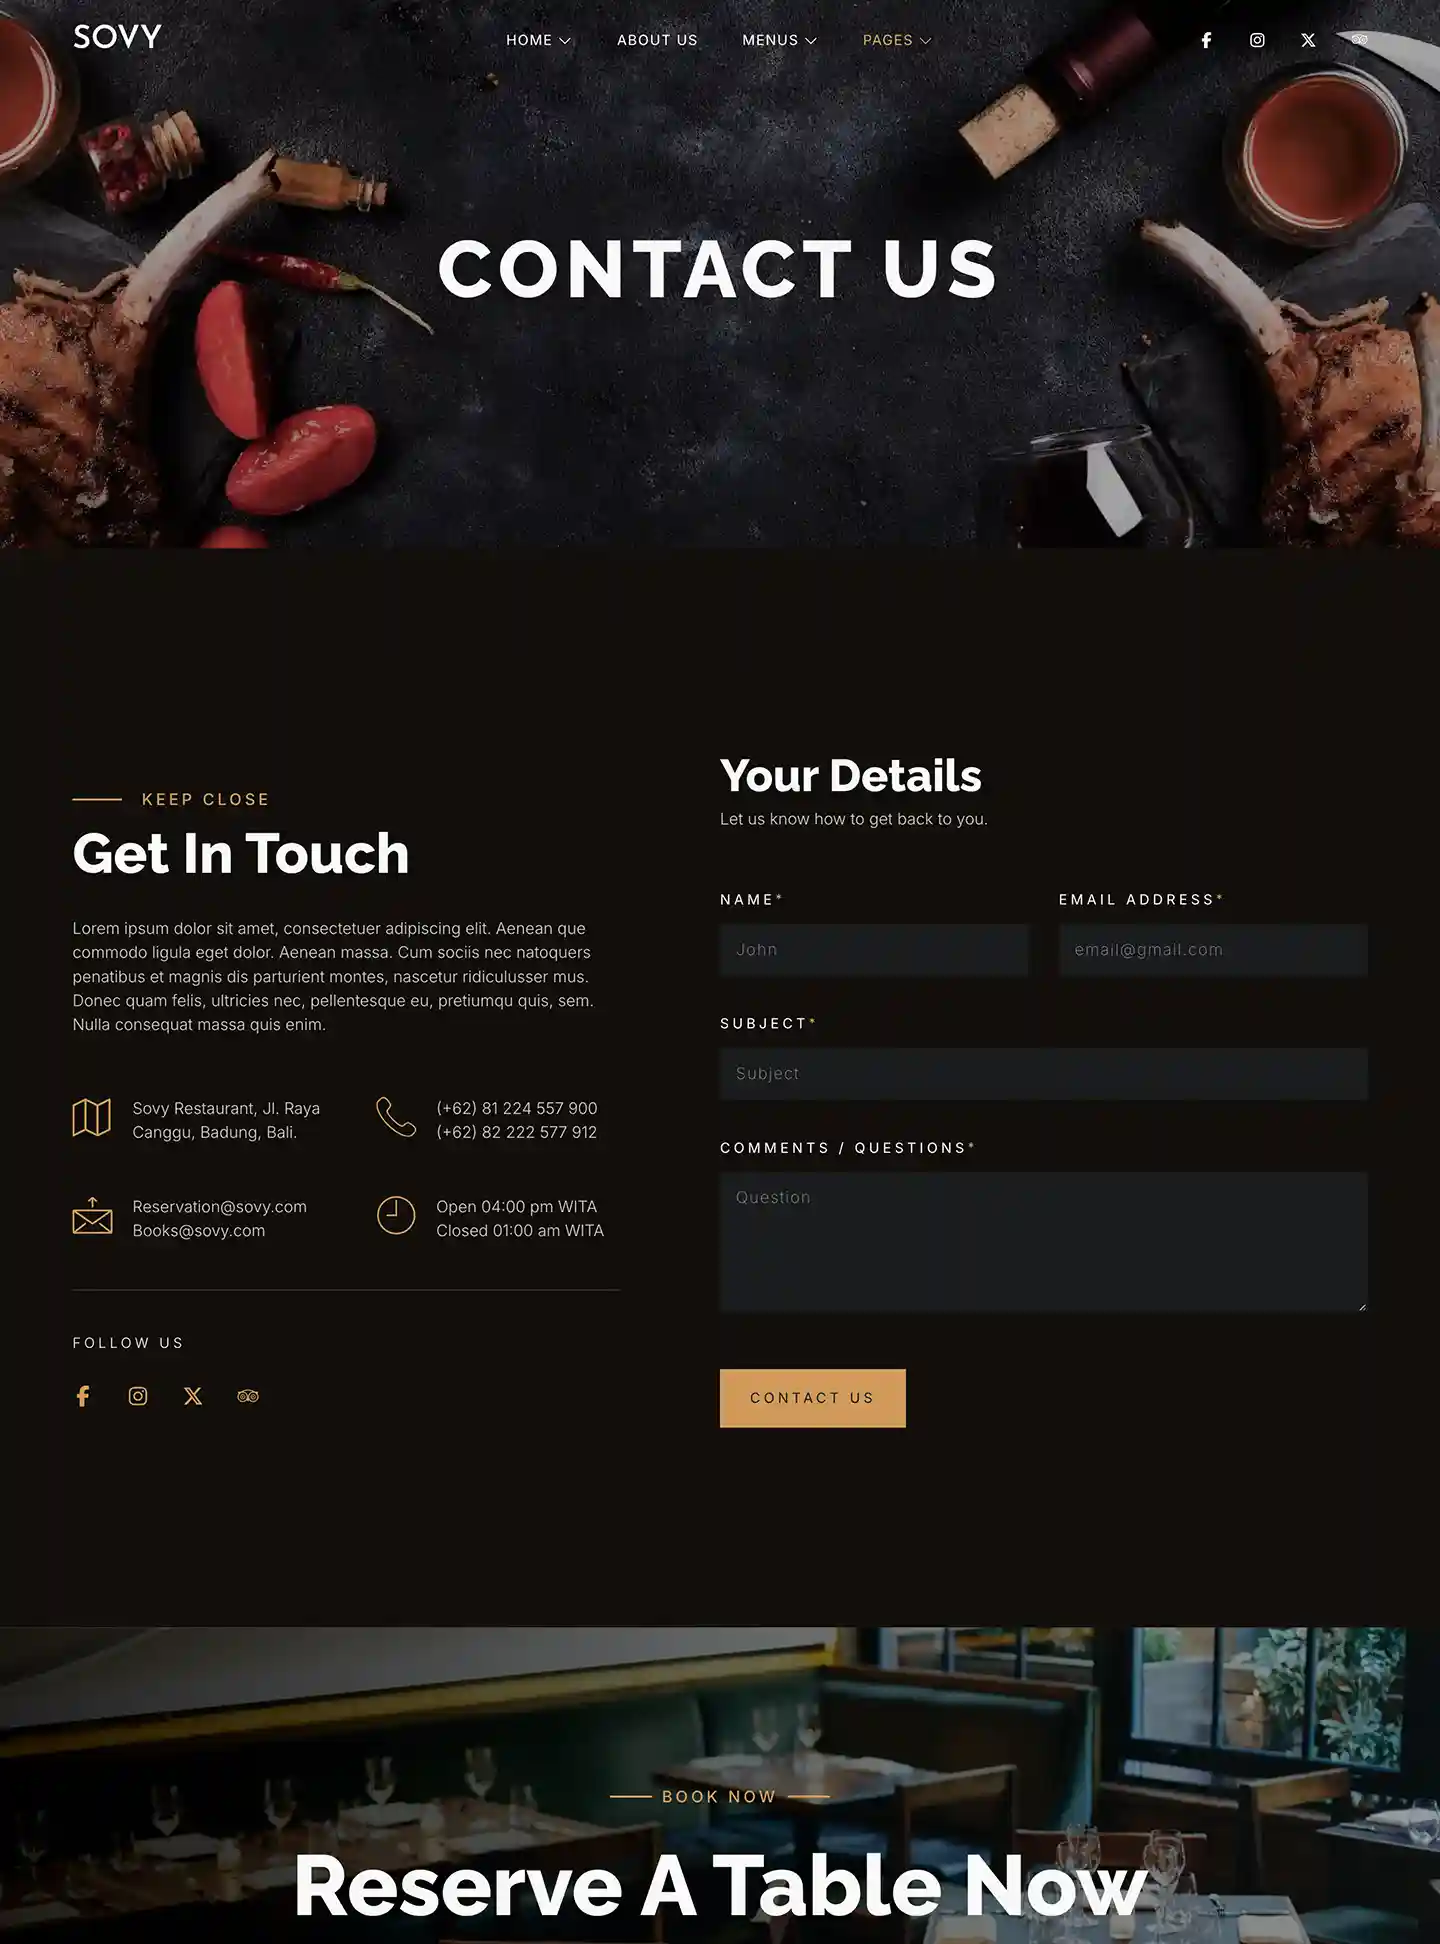 SOVY
HOME
ABOUT US
MENUS
PAGES
CONTACT US
KEEP CLOSE
Get In Touch
Lorem ipsum dolor sit amet, consectetuer adipiscing elit. Aenean que
commodo ligula eget dolor. Aenean massa. Cum sociis nec natoquers
penatibus et magnis dis parturient montes, nascetur ridiculusser mus.
Donec quam felis, ultricies nec, pellentesque eu, pretiumqu quis, sem.
Nulla consequat massa quis enim.
Sovy Restaurant, Jl. Raya
Canggu, Badung, Bali.
(+62) 81 224 557 900
(+62) 82 222 577 912
Reservation@sovy.com
Books@sovy.com
Open 04:00 pm WITA
Closed 01:00 am WITA
FOLLOW US
Your Details
Let us know how to get back to you.
NAME*
John
EMAIL ADDRESS*
email@gmail.com
SUBJECT*
Subject
COMMENTS / QUESTIONS*
Question
CONTACT US
BOOK NOW
Reserve A Table Now